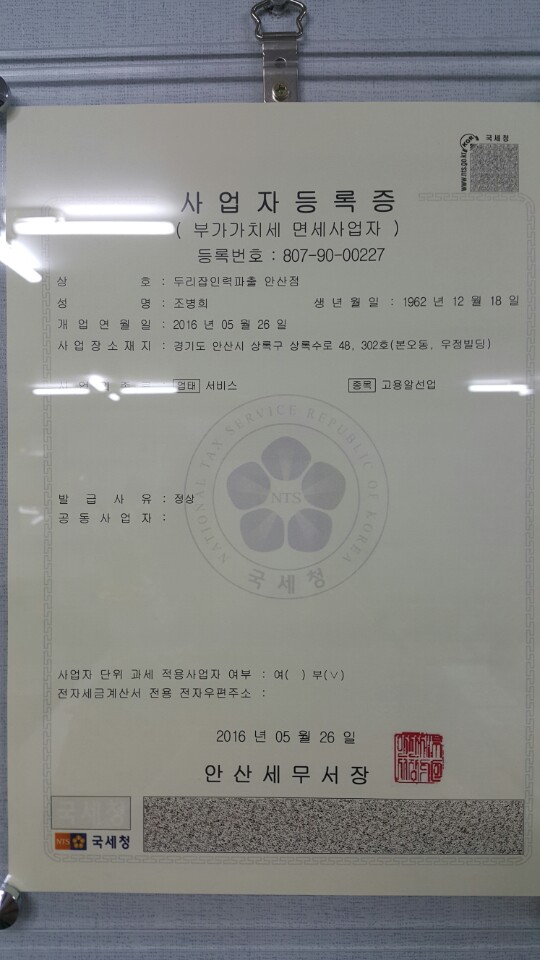 국세청
사업자등록증
( 부가가치세 면세사업자 )
등록번호 : 807-90-00227
상 호 : 두리잡인력파출 안산점
성 명 : 조병희 생 년 월 일 : 1962 년 12 월 18 일
개 업 연 월 일 : 2016 년 05 월 26 일
사 업 장 소 재 지 : 경기도 안산시 상록구 상록수로 48, 302호(본오동, 우정빌딩)
사 업 의 종 류 : 업태 서비스 종목 고용알선업
NATIONAL TAX SERVICE REPUBLIC OF KOREA
NTS
국세청
발 급 사 유 : 정상
공 동 사 업 자 :
사업자 단위 과세 적용사업자 여부 : 여( ) 부(∨)
전자세금계산서 전용 전자우편주소 :
2016 년 05 월 26 일
안산세무서장
국세청
NTS 국세청